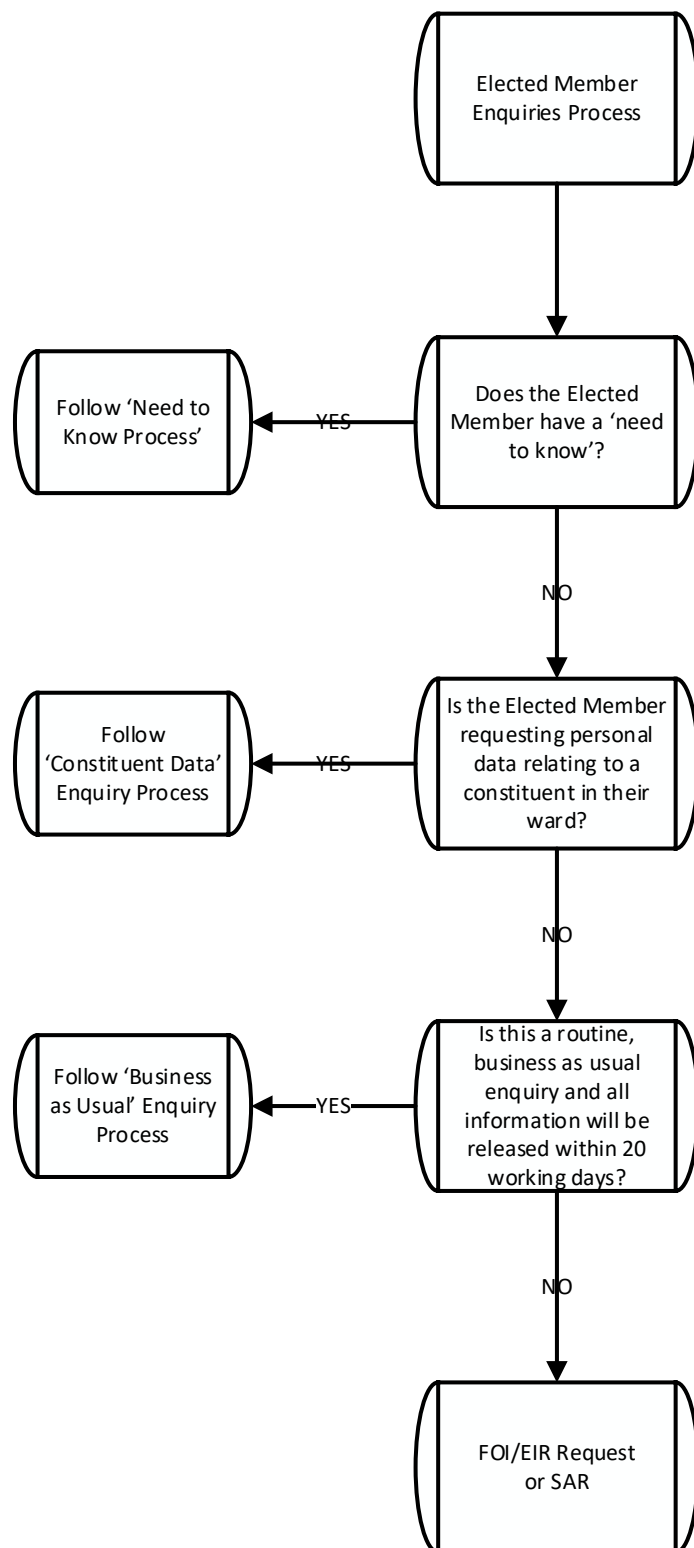 Elected Member
Enquiries Process
Does the Elected
Member have a ‘need
to know’?
YES
Follow ‘Need to
Know Process’
NO
Is the Elected Member
requesting personal
data relating to a
constituent in their
ward?
YES
Follow
‘Constituent Data’
Enquiry Process
NO
Is this a routine,
business as usual
enquiry and all
information will be
released within 20
working days?
YES
Follow ‘Business
as Usual’ Enquiry
Process
NO
FOI/EIR Request
or SAR